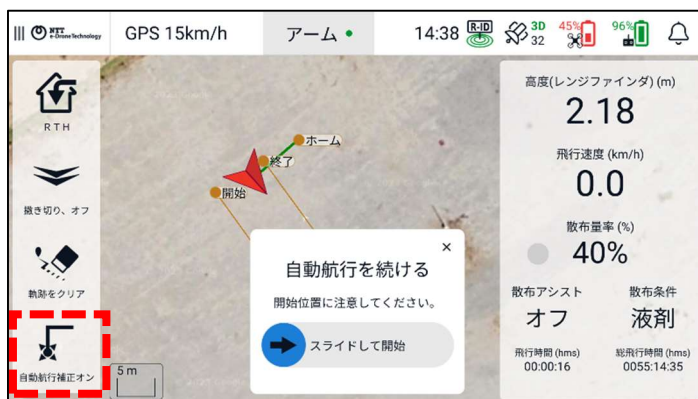 NTT e-DroneTechnology
GPS 15km/h
アーム
14:38
R-ID
3D
32
45%
96%
RTH
撒き切り、オフ
軌跡をクリア
自動航行補正オン
5 m
ホーム
終了
開始
×
自動航行を続ける
開始位置に注意してください。
スライドして開始
高度(レンジファインダ) (m)
2.18
飛行速度 (km/h)
0.0
散布量率 (%)
40%
散布アシスト 散布条件
オフ 液剤
飛行時間 (hms) 総飛行時間 (hms)
00:00:16 0055:14:35